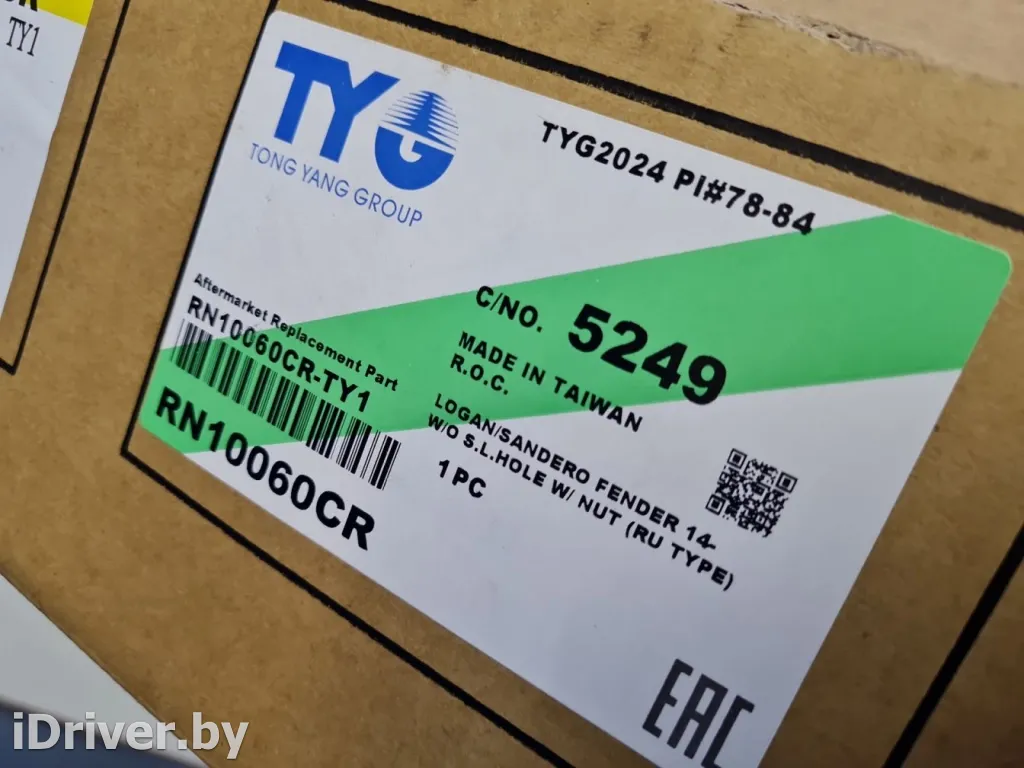 TY1
TYG
TONG YANG GROUP
TYG2024 PI#78-84
Aftermarket Replacement Part
RN10060CR-TY1
RN10060CR
C/NO. 5249
MADE IN TAIWAN
R.O.C.
LOGAN/SANDERO FENDER 14-
W/O S.L.HOLE W/ NUT (RU TYPE)
1 PC
EAC
iDriver.by